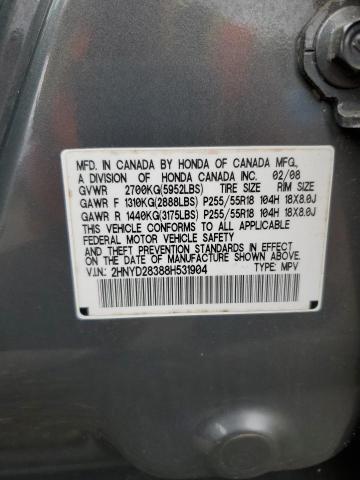 MFD. IN CANADA BY HONDA OF CANADA MFG.,
A DIVISION OF HONDA CANADA INC. 02/08
GVWR 2700KG(5952LBS) TIRE SIZE RIM SIZE
GAWR F 1310KG(2888LBS) P255/55R18 104H 18X8.0J
GAWR R 1440KG(3175LBS) P255/55R18 104H 18X8.0J
THIS VEHICLE CONFORMS TO ALL APPLICABLE
FEDERAL MOTOR VEHICLE SAFETY
AND THEFT PREVENTION STANDARDS IN EFFECT
ON THE DATE OF MANUFACTURE SHOWN ABOVE.
V.I.N: 2HNYD28388H531904 TYPE: MPV